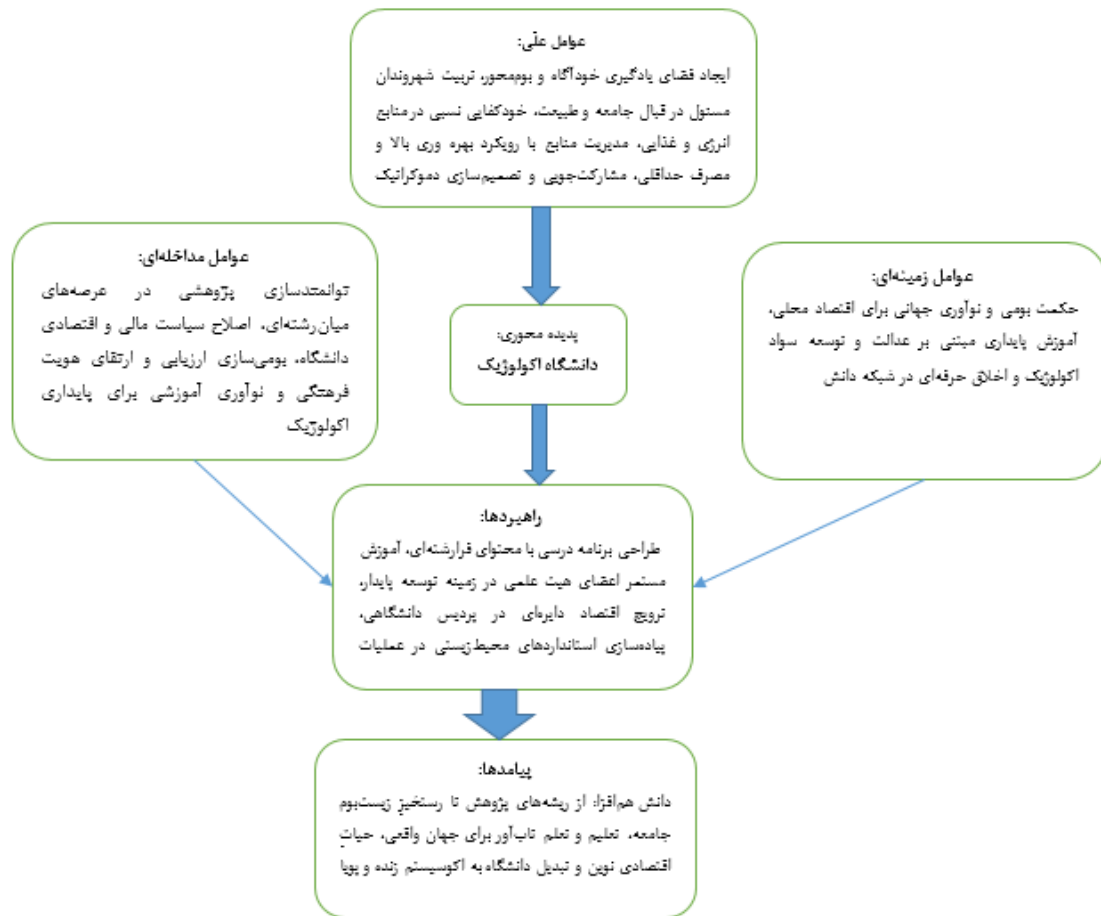 عوامل علّی:
ایجاد فضای یادگیری خودآگاه و بوم‌محور، تربیت شهروندان
مسئول در قبال جامعه و طبیعت، خودکفایی نسبی در منابع
انرژی و غذایی، مدیریت منابع با رویکرد بهره وری بالا و
مصرف حداقلی، مشارکت‌جویی و تصمیم‌سازی دموکراتیک
عوامل زمینه‌ای:
حکمت بومی و نوآوری جهانی برای اقتصاد محلی،
آموزش پایداری مبتنی بر عدالت و توسعه سواد
اکولوژیک و اخلاق حرفه‌ای در شبکه دانش
پدیده محوری:
دانشگاه اکولوژیک
عوامل مداخله‌ای:
توانمندسازی پژوهشی در عرصه‌های
میان‌رشته‌ای، اصلاح سیاست مالی و اقتصادی
دانشگاه، بومی‌سازی ارزیابی و ارتقای هویت
فرهنگی و نوآوری آموزشی برای پایداری
اکولوژیک
راهبردها:
طراحی برنامه درسی با محتوای فرارشته‌ای، آموزش
مستمر اعضای هیت علمی در زمینه توسعه پایدار،
ترویج اقتصاد دایره‌ای در پردیس دانشگاهی،
پیاده‌سازی استانداردهای محیط‌زیستی در عملیات
پیامدها:
دانش هم‌افزا: از ریشه‌های پژوهش تا رستخیزِ زیست‌بوم
جامعه، تعلیم و تعلم تاب‌آور برای جهان واقعی، حیاتِ
اقتصادی نوین و تبدیل دانشگاه به اکوسیستم زنده و پویا